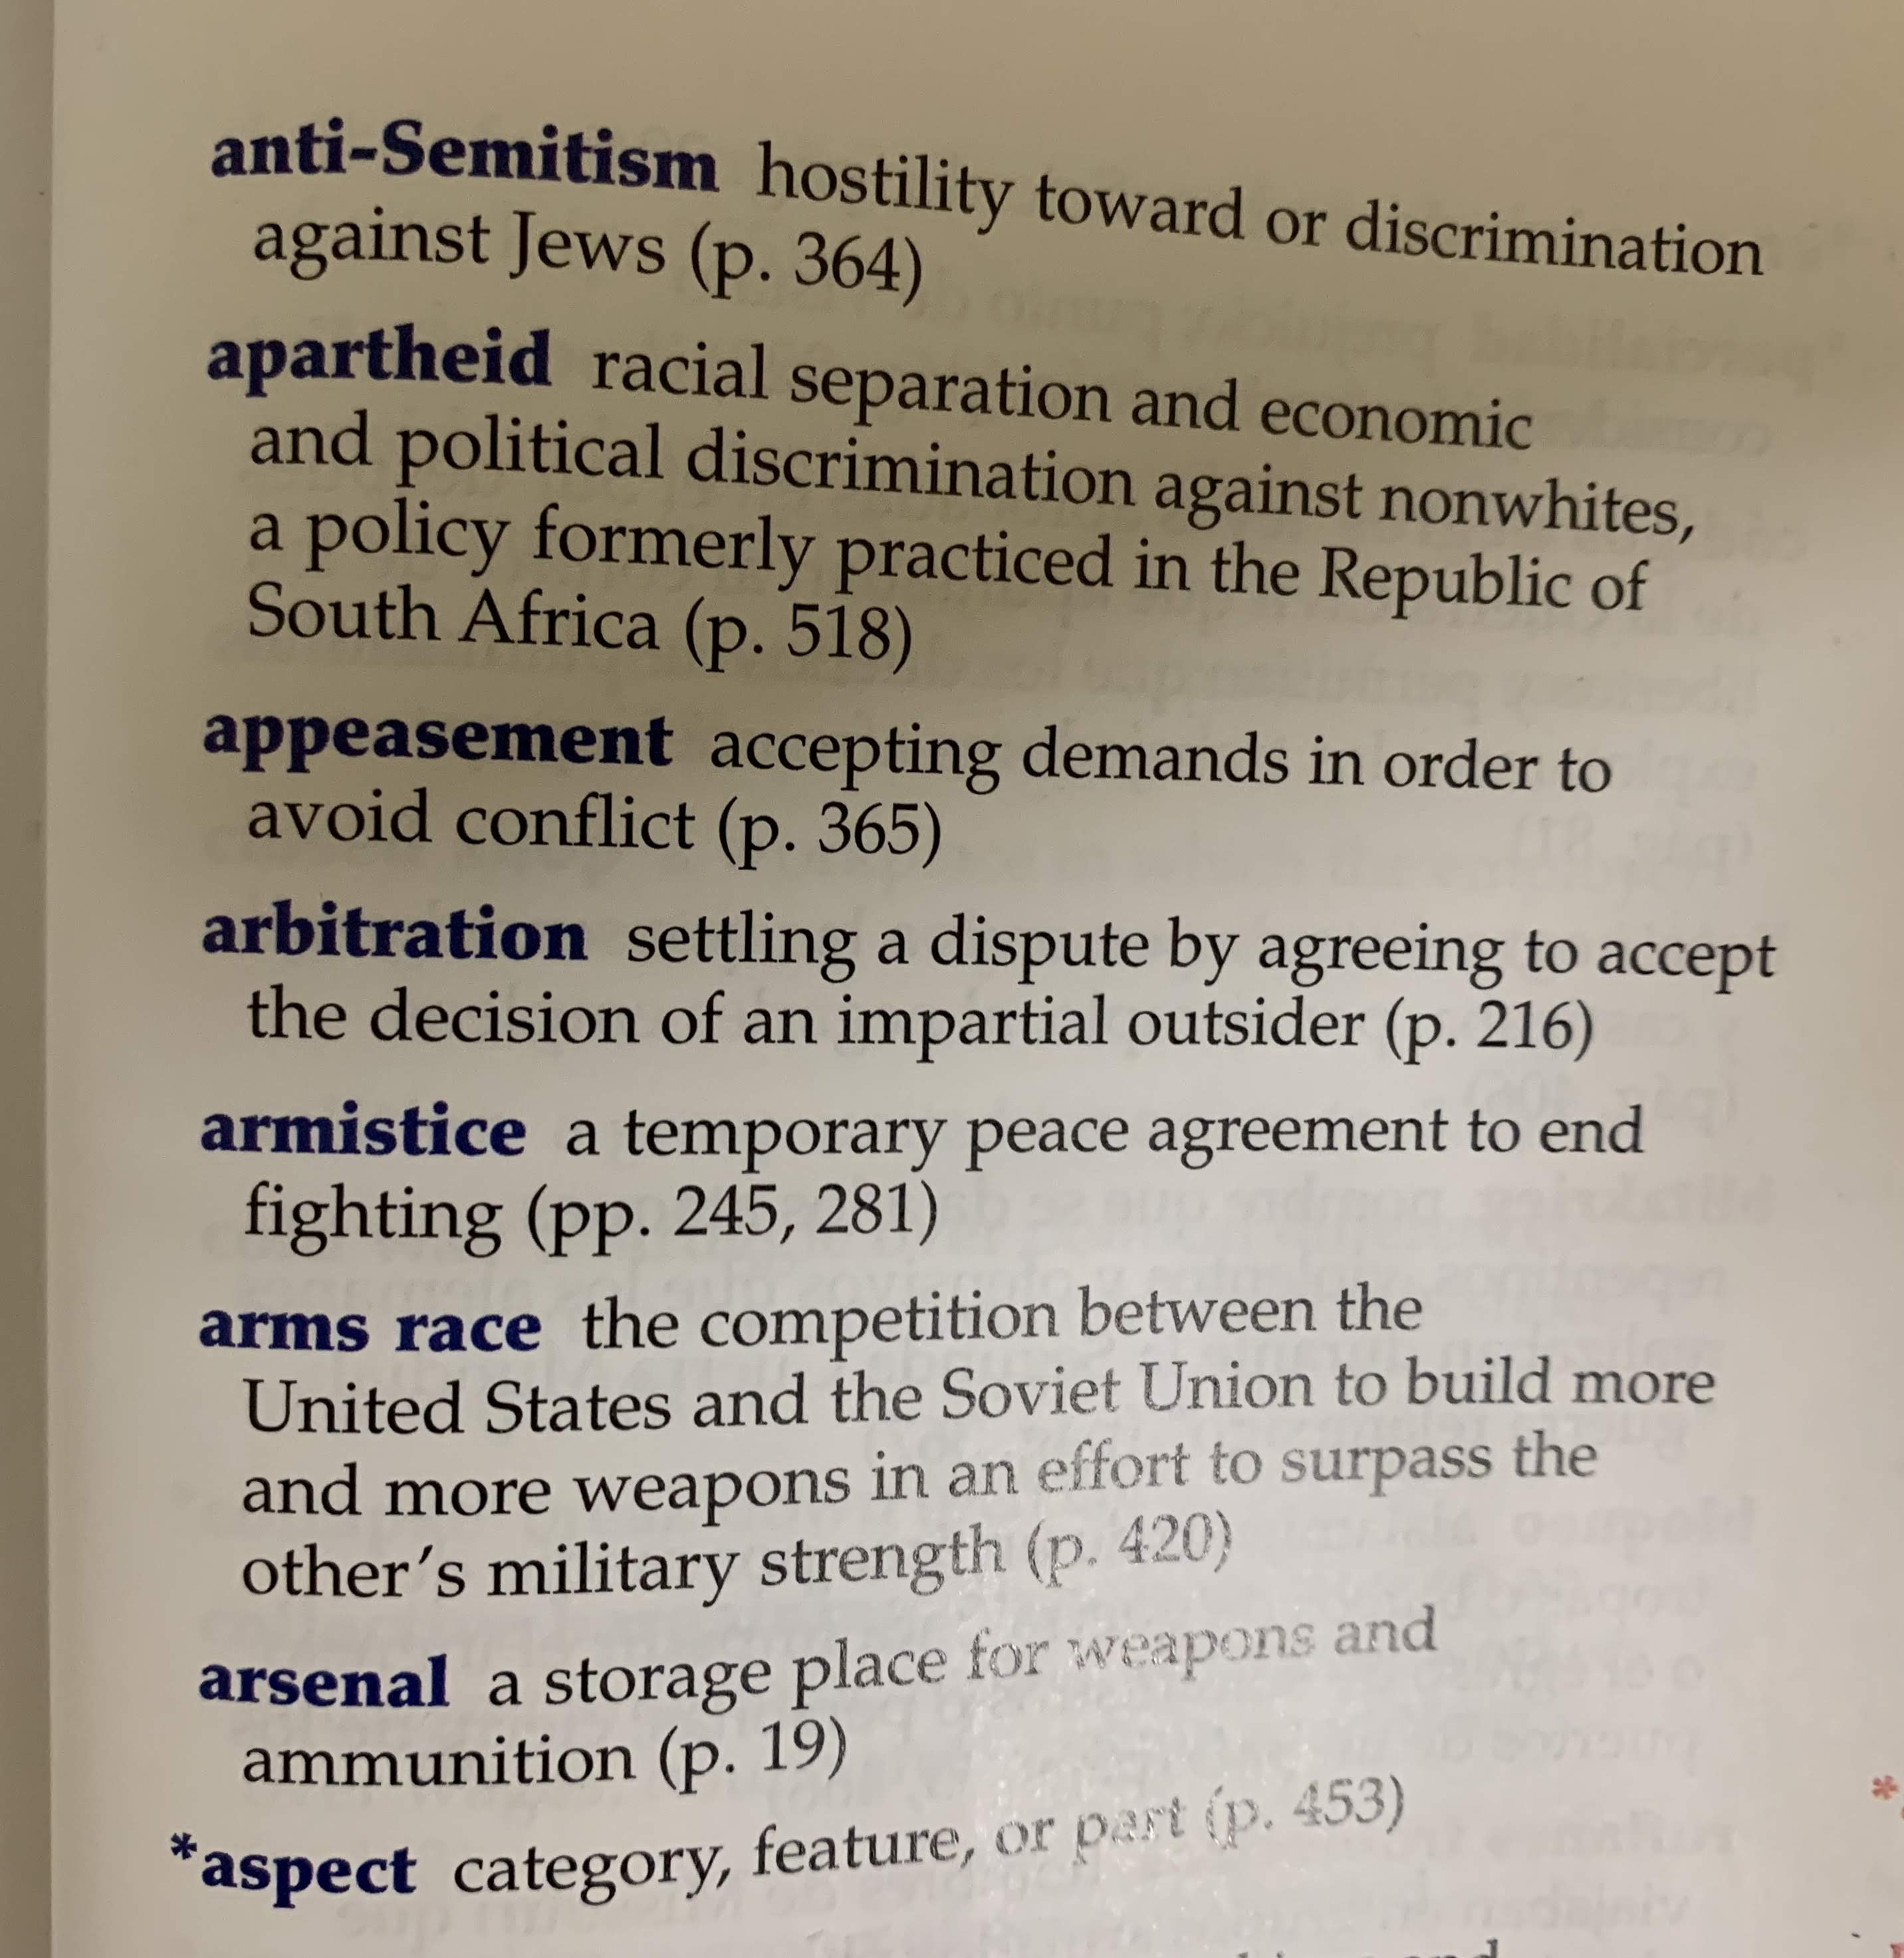 anti-Semitism hostility toward or discrimination
against Jews (p. 364)
apartheid racial separation and economic
and political discrimination against nonwhites,
a policy formerly practiced in the Republic of
South Africa (p. 518)
appeasement accepting demands in order to
avoid conflict (p. 365)
arbitration settling a dispute by agreeing to accept
the decision of an impartial outsider (p. 216)
armistice a temporary peace agreement to end
fighting (pp. 245, 281)
arms race the competition between the
United States and the Soviet Union to build more
and more weapons in an effort to surpass the
other's military strength (p. 420)
arsenal a storage place for weapons and
ammunition (p. 19)
*aspect category, feature, or part (p. 453)